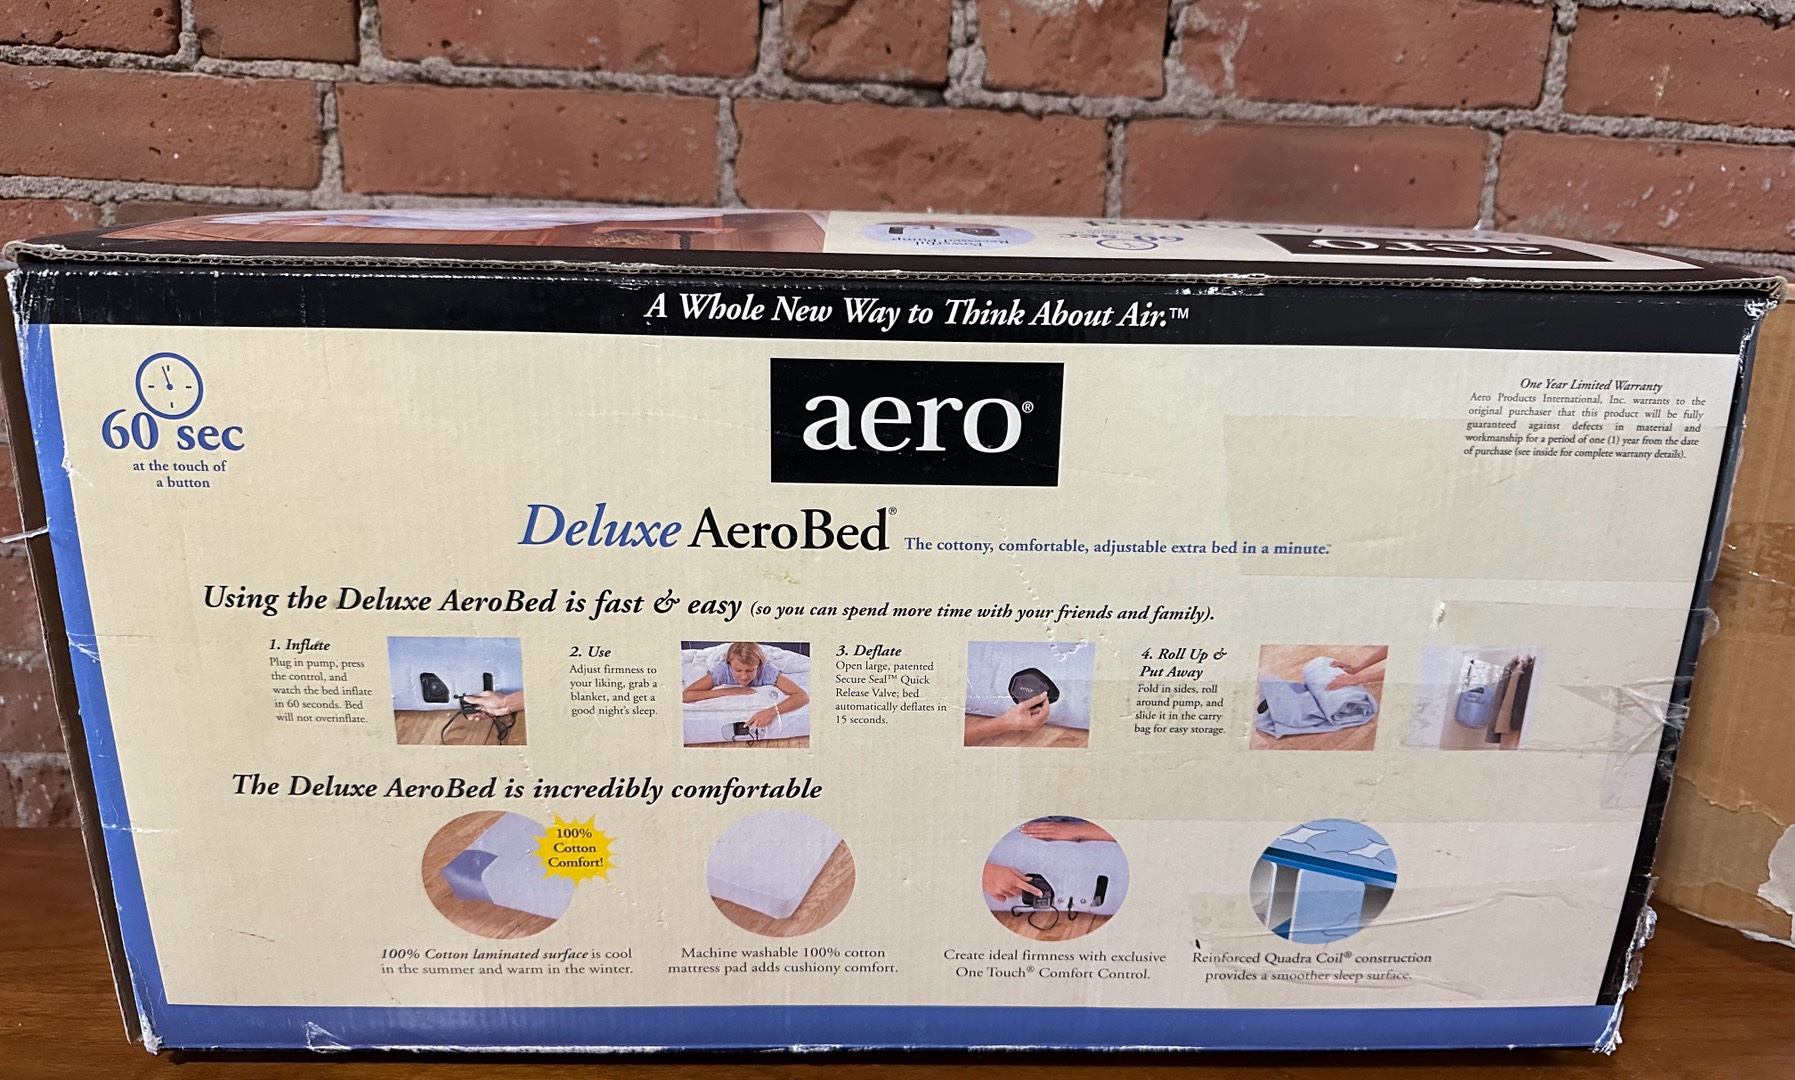 Powerful
Recessed Pump
60 sec
aero
A Whole New Way to Think About Air.™
60 sec
at the touch of
a button
aero®
One Year Limited Warranty
Aero Products International, Inc. warrants to the
original purchaser that this product will be fully
guaranteed against defects in material and
workmanship for a period of one (1) year from the date
of purchase (see inside for complete warranty details).
Deluxe AeroBed® The cottony, comfortable, adjustable extra bed in a minute.℠
Using the Deluxe AeroBed is fast & easy (so you can spend more time with your friends and family).
1. Inflate
Plug in pump, press
the control, and
watch the bed inflate
in 60 seconds. Bed
will not overinflate.
2. Use
Adjust firmness to
your liking, grab a
blanket, and get a
good night's sleep.
3. Deflate
Open large, patented
Secure Seal™ Quick
Release Valve; bed
automatically deflates in
15 seconds.
aero
4. Roll Up &
Put Away
Fold in sides, roll
around pump, and
slide it in the carry
bag for easy storage.
The Deluxe AeroBed is incredibly comfortable
100%
Cotton
Comfort!
100% Cotton laminated surface is cool
in the summer and warm in the winter.
Machine washable 100% cotton
mattress pad adds cushiony comfort.
Create ideal firmness with exclusive
One Touch® Comfort Control.
Reinforced Quadra Coil® construction
provides a smoother sleep surface.